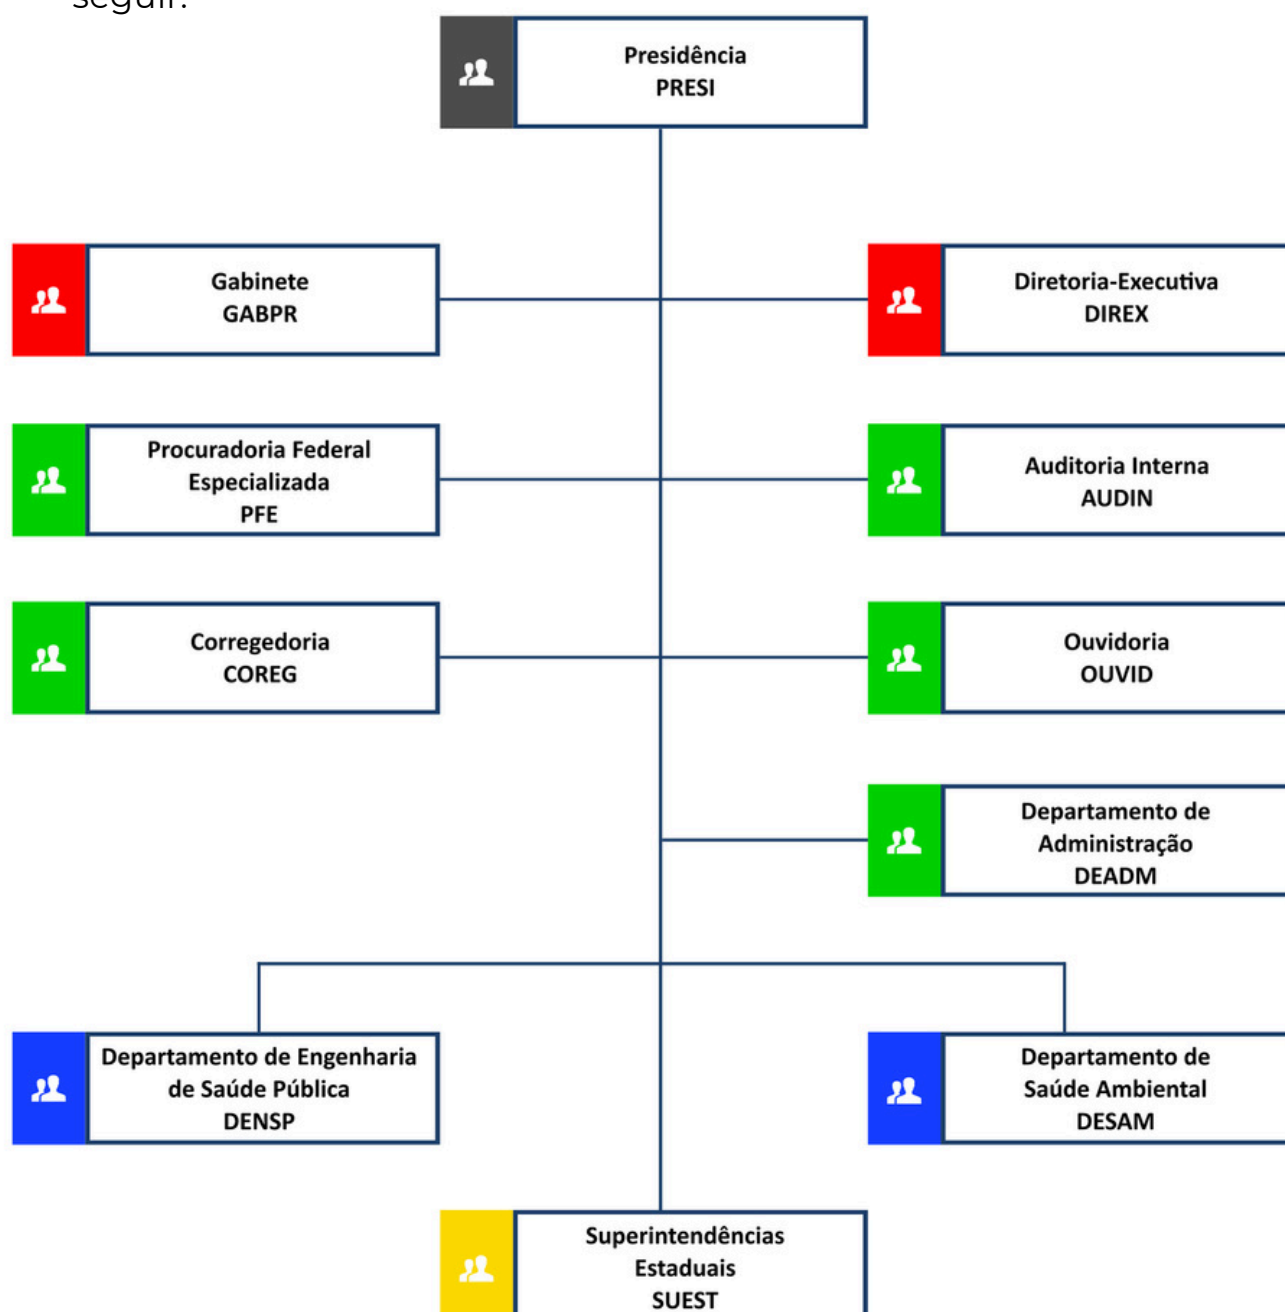 seguir:
Presidência
PRESI
Gabinete
GABPR
Diretoria-Executiva
DIREX
Procuradoria Federal
Especializada
PFE
Auditoria Interna
AUDIN
Corregedoria
COREG
Ouvidoria
OUVID
Departamento de
Administração
DEADM
Departamento de Engenharia
de Saúde Pública
DENSP
Departamento de
Saúde Ambiental
DESAM
Superintendências
Estaduais
SUEST